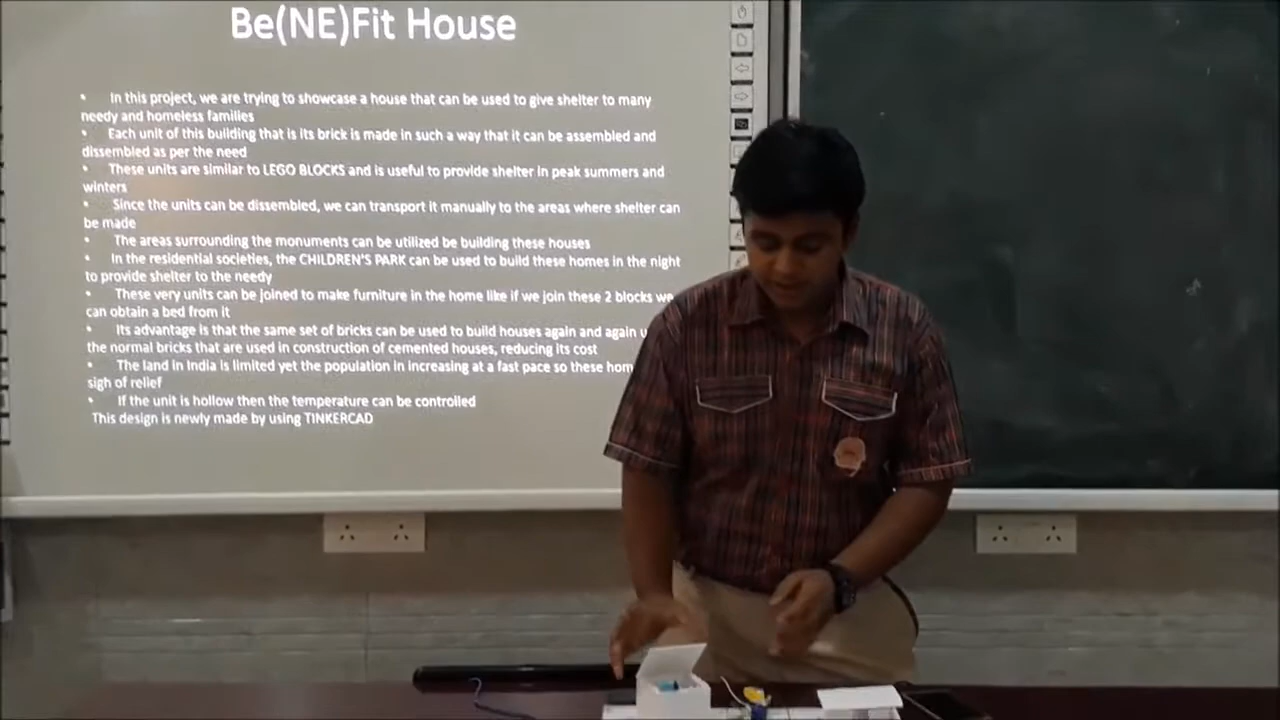 Be(NE)Fit House
• In this project, we are trying to showcase a house that can be used to give shelter to many
needy and homeless families
• Each unit of this building that is its brick is made in such a way that it can be assembled and
dissembled as per the need
• These units are similar to LEGO BLOCKS and is useful to provide shelter in peak summers and
winters
• Since the units can be dissembled, we can transport it manually to the areas where shelter can
be made
• The areas surrounding the monuments can be utilized be building these houses
• In the residential societies, the CHILDREN'S PARK can be used to build these homes in the night
to provide shelter to the needy
• These very units can be joined to make furniture in the home like if we join these 2 blocks we
can obtain a bed from it
• Its advantage is that the same set of bricks can be used to build houses again and again
the normal bricks that are used in construction of cemented houses, reducing its cost
• The land in India is limited yet the population in increasing at a fast pace so these
sigh of relief
• If the unit is hollow then the temperature can be controlled
This design is newly made by using TINKERCAD